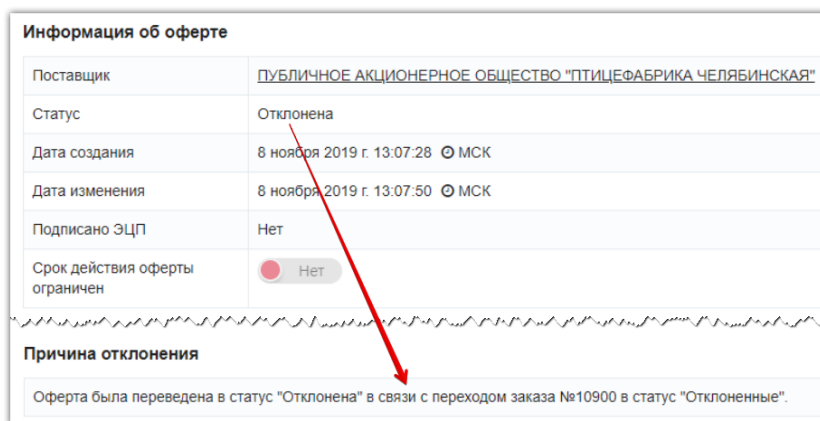 Информация об оферте
Поставщик ПУБЛИЧНОЕ АКЦИОНЕРНОЕ ОБЩЕСТВО "ПТИЦЕФАБРИКА ЧЕЛЯБИНСКАЯ"
Статус Отклонена
Дата создания 8 ноября 2019 г. 13:07:28 МСК
Дата изменения 8 ноября 2019 г. 13:07:50 МСК
Подписано ЭЦП Нет
Срок действия оферты
ограничен Нет
Причина отклонения
Оферта была переведена в статус "Отклонена" в связи с переходом заказа №10900 в статус "Отклоненные".